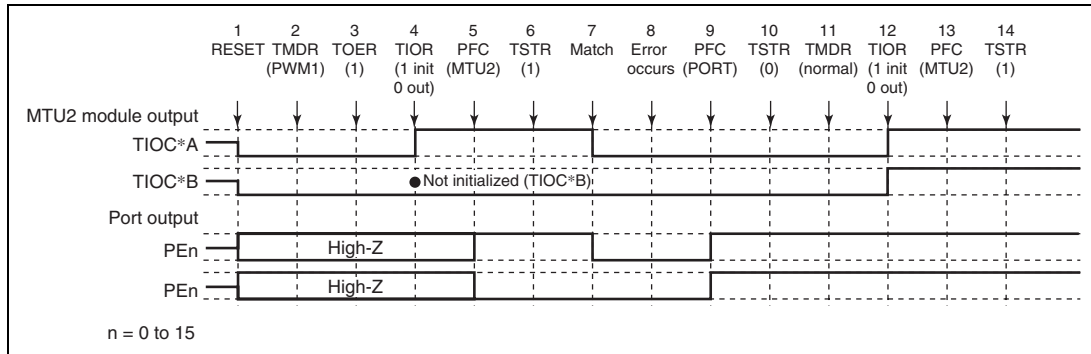 1 2 3 4 5 6 7 8 9 10 11 12 13 14
RESET TMDR TOER TIOR PFC TSTR Match Error PFC TSTR TMDR TIOR PFC TSTR
(PWM1) (1) (1 init (MTU2) (1) occurs (PORT) (0) (normal) (1 init (MTU2) (1)
0 out) 0 out)
MTU2 module output
TIOC*A
TIOC*B
Not initialized (TIOC*B)
Port output
PEn
High-Z
PEn
High-Z
n = 0 to 15